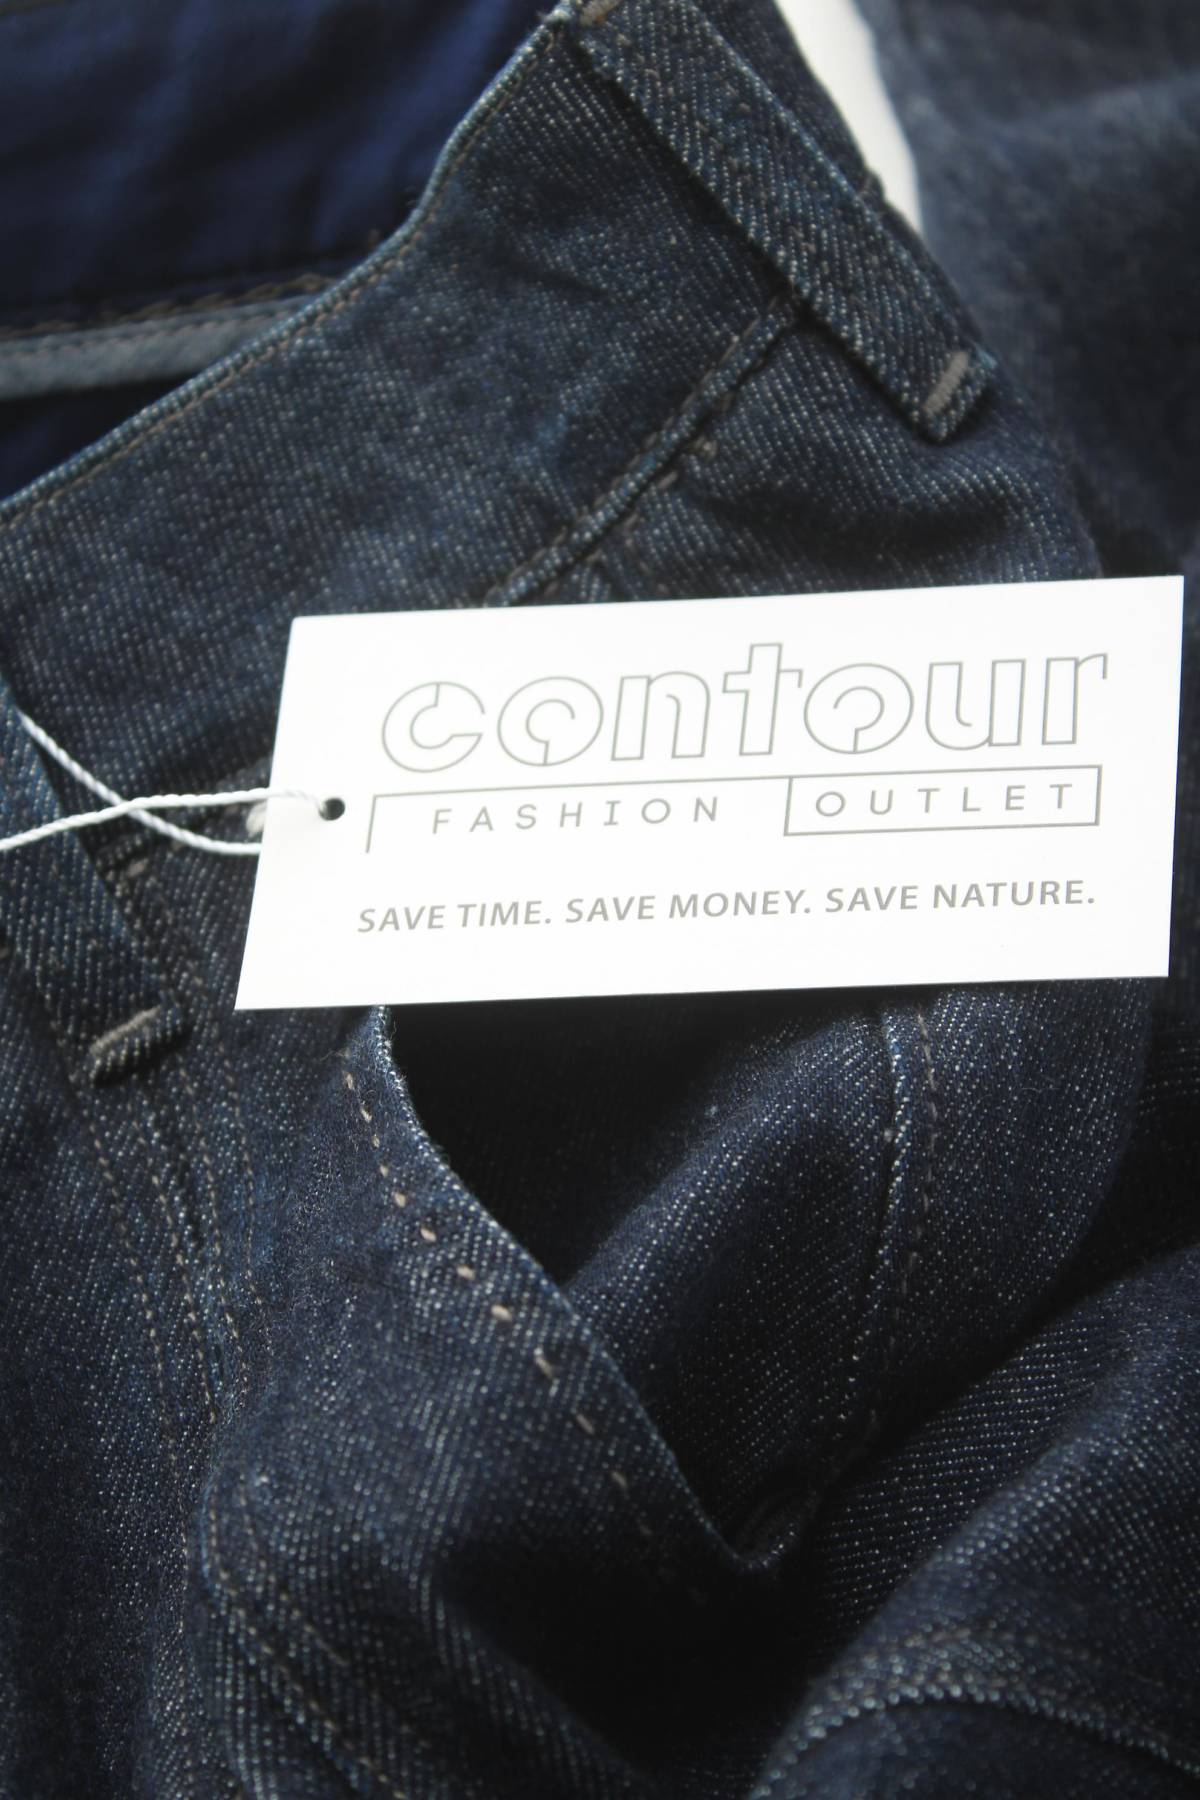 contour
FASHION OUTLET
SAVE TIME. SAVE MONEY. SAVE NATURE.